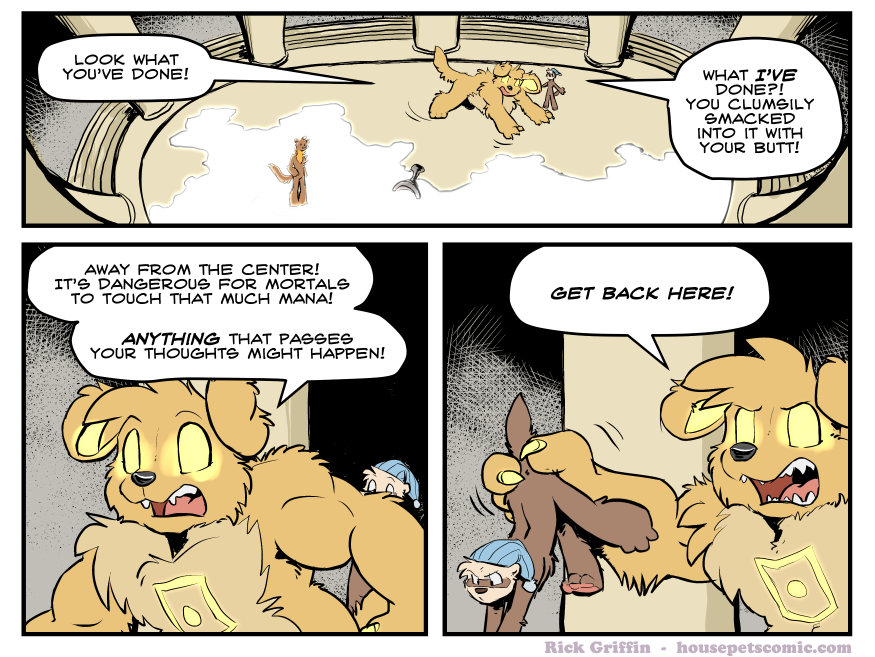 LOOK WHAT
YOU'VE DONE!
WHAT I'VE
DONE?!
YOU CLUMSILY
SMACKED
INTO IT WITH
YOUR BUTT!
AWAY FROM THE CENTER!
IT'S DANGEROUS FOR MORTALS
TO TOUCH THAT MUCH MANA!
ANYTHING THAT PASSES
YOUR THOUGHTS MIGHT HAPPEN!
GET BACK HERE!
Rick Griffin - housepetscomic.com